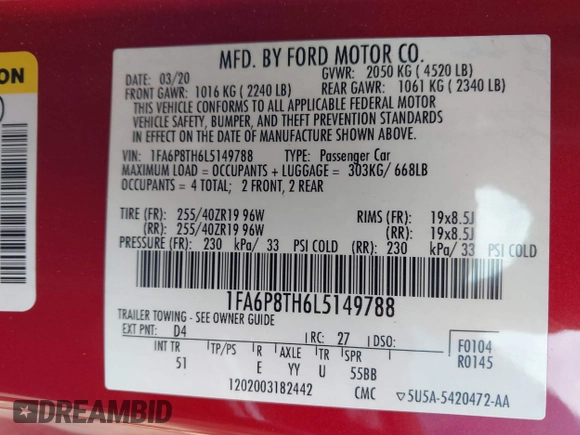 ON
MFD. BY FORD MOTOR CO.
DATE: 03/20 GVWR: 2050 KG ( 4520 LB)
FRONT GAWR: 1016 KG ( 2240 LB) REAR GAWR: 1061 KG ( 2340 LB)
THIS VEHICLE CONFORMS TO ALL APPLICABLE FEDERAL MOTOR
VEHICLE SAFETY, BUMPER, AND THEFT PREVENTION STANDARDS
IN EFFECT ON THE DATE OF MANUFACTURE SHOWN ABOVE.
VIN: 1FA6P8TH6L5149788 TYPE: Passenger Car
MAXIMUM LOAD = OCCUPANTS + LUGGAGE = 303KG/ 668LB
OCCUPANTS = 4 TOTAL; 2 FRONT, 2 REAR
TIRE (FR): 255/40ZR19 96W RIMS (FR): 19x8.5J
(RR): 255/40ZR19 96W (RR): 19x8.5J
PRESSURE (FR): 230 kPa/ 33 PSI COLD (RR): 230 kPa/ 33 PSI COLD
1FA6P8TH6L5149788
TRAILER TOWING - SEE OWNER GUIDE
EXT PNT: D4 RC: 27 DSO: F0104
INT TR TP/PS R AXLE TR SPR R0145
51 E YY U 55BB
1202003182442 CMC 5U5A-5420472-AA
DEALER ACCELERATE